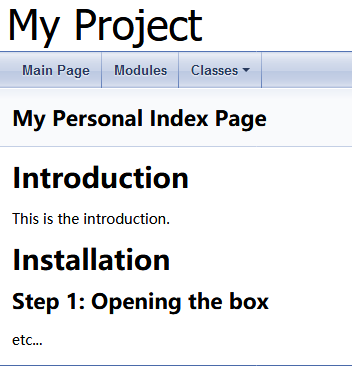 My Project
Main Page Modules Classes
My Personal Index Page
Introduction
This is the introduction.
Installation
Step 1: Opening the box
etc...